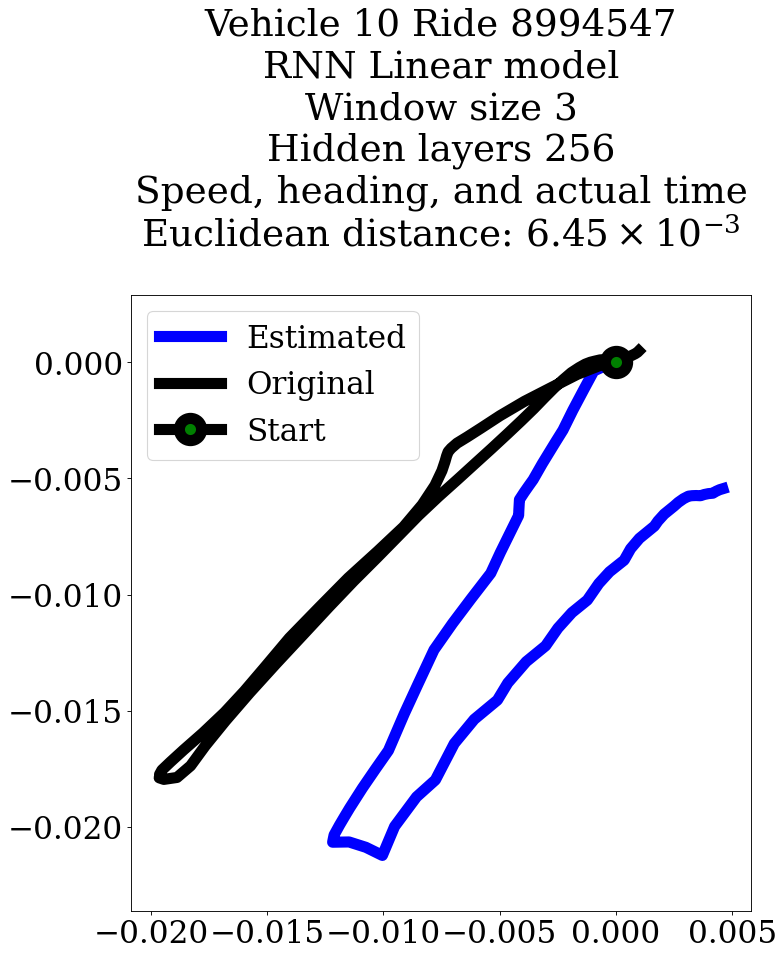 Vehicle 10 Ride 8994547
RNN Linear model
Window size 3
Hidden layers 256
Speed, heading, and actual time
Euclidean distance: 6.45 × 10⁻³
Estimated
Original
Start
0.000
−0.005
−0.010
−0.015
−0.020
−0.020 −0.015 −0.010 −0.005 0.000 0.005